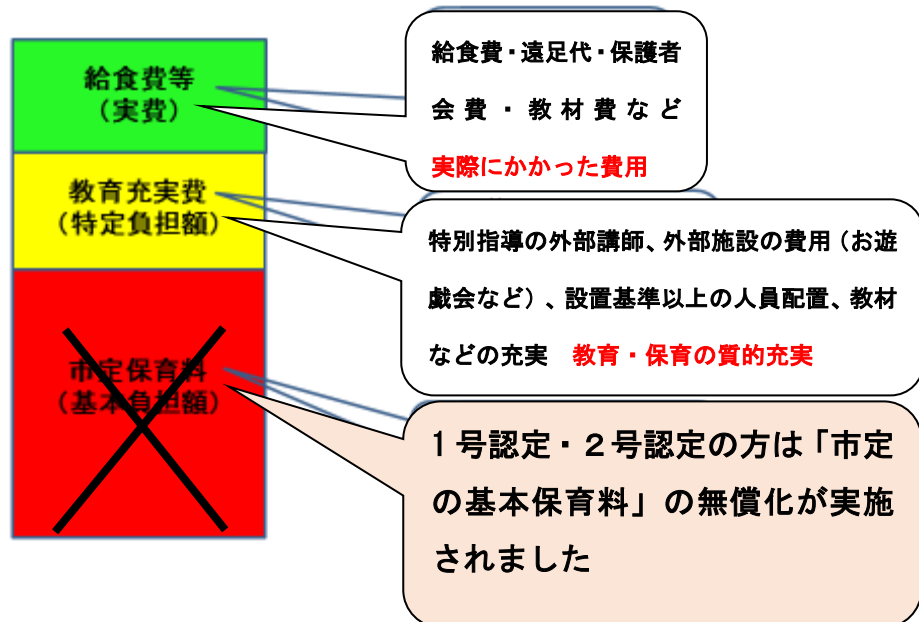 給食費等
（実費）
給食費・遠足代・保護者
会費・教材費など
実際にかかった費用
教育充実費
（特定負担額）
特別指導の外部講師、外部施設の費用（お遊
戯会など）、設置基準以上の人員配置、教材
などの充実　教育・保育の質的充実
市定保育料
（基本負担額）
１号認定・２号認定の方は「市定
の基本保育料」の無償化が実施
されました